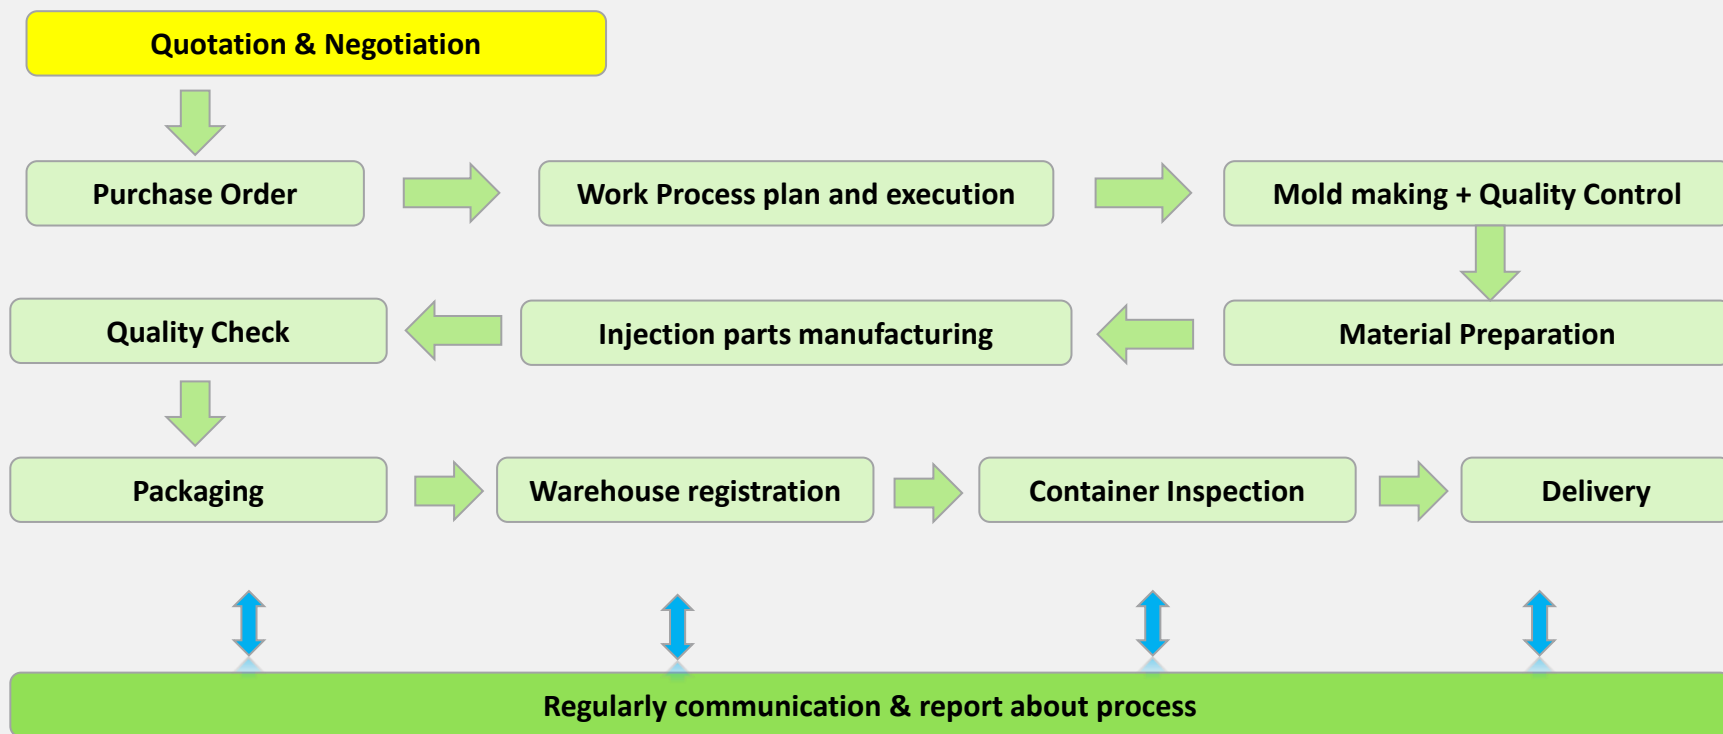 Quotation & Negotiation
Purchase Order
Work Process plan and execution
Mold making + Quality Control
Quality Check
Injection parts manufacturing
Material Preparation
Packaging
Warehouse registration
Container Inspection
Delivery
Regularly communication & report about process